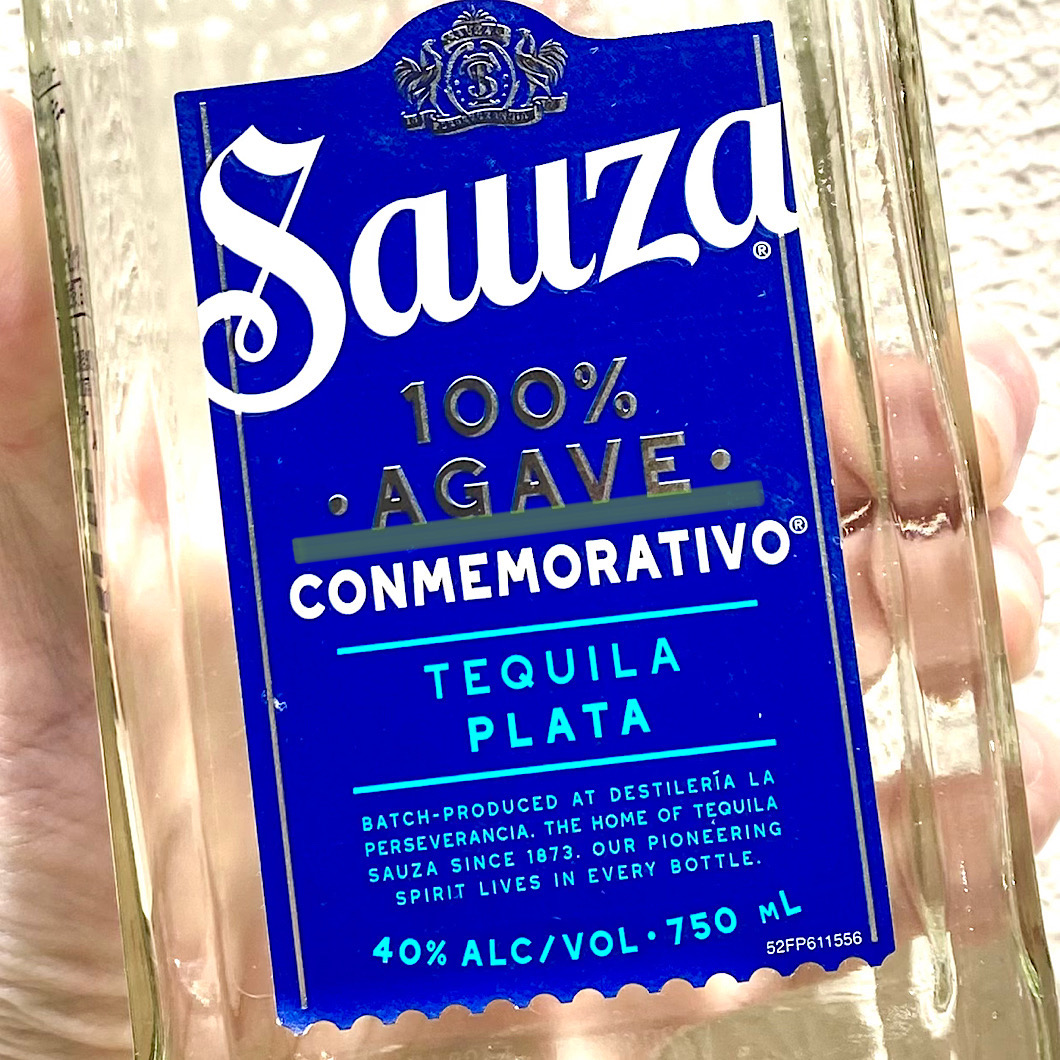 Sauza®
100%
• AGAVE •
CONMEMORATIVO®
TEQUILA
PLATA
BATCH-PRODUCED AT DESTILERÍA LA
PERSEVERANCIA. THE HOME OF TEQUILA
SAUZA SINCE 1873. OUR PIONEERING
SPIRIT LIVES IN EVERY BOTTLE.
40% ALC/VOL • 750 mL
52FP611556